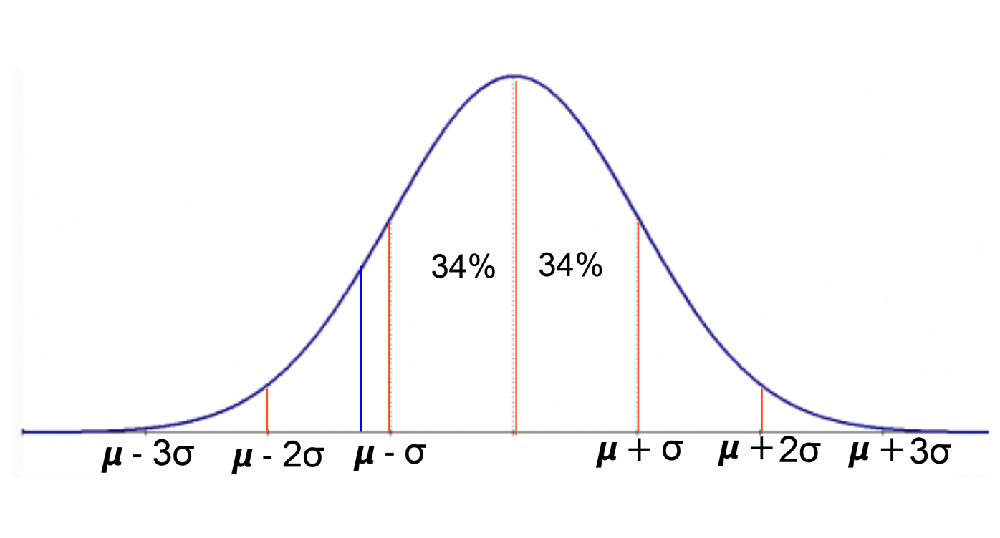 34% 34%
μ - 3σ μ - 2σ μ - σ μ + σ μ + 2σ μ + 3σ